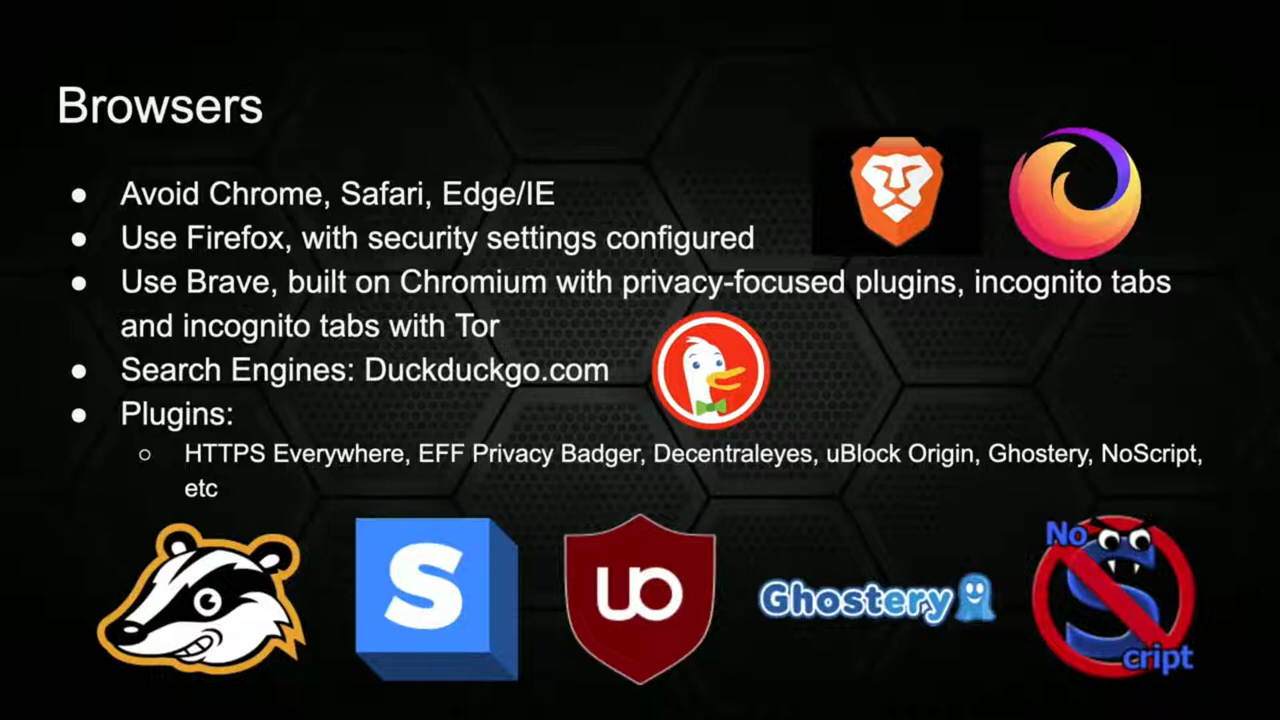 Browsers
● Avoid Chrome, Safari, Edge/IE
● Use Firefox, with security settings configured
● Use Brave, built on Chromium with privacy-focused plugins, incognito tabs
and incognito tabs with Tor
● Search Engines: Duckduckgo.com
● Plugins:
○ HTTPS Everywhere, EFF Privacy Badger, Decentraleyes, uBlock Origin, Ghostery, NoScript,
etc
S
uo
Ghostery
No
S
cript